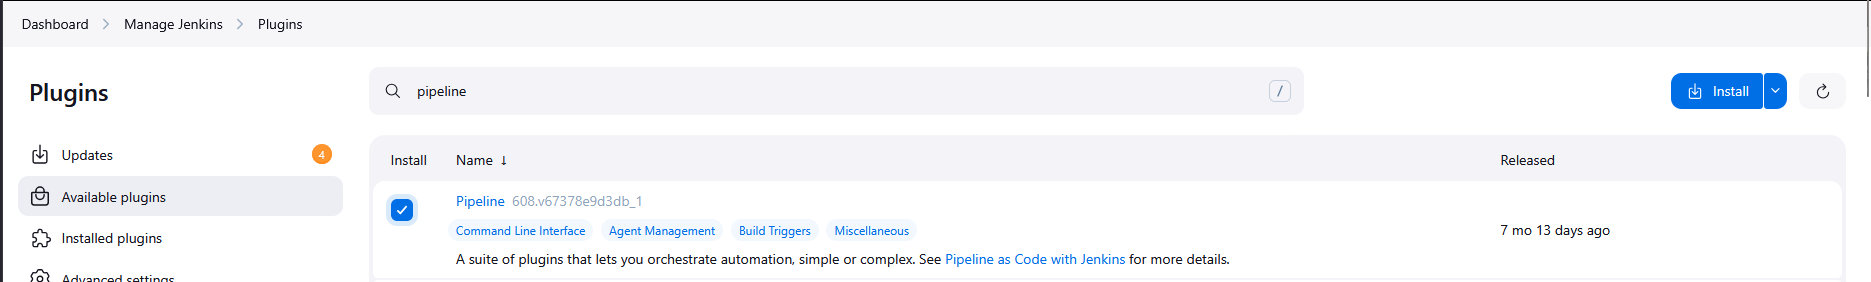 Dashboard > Manage Jenkins > Plugins
Plugins
pipeline /
Install
Updates 4
Available plugins
Installed plugins
Advanced settings
Install Name ↓ Released
Pipeline 608.v67378e9d3db_1
Command Line Interface Agent Management Build Triggers Miscellaneous
7 mo 13 days ago
A suite of plugins that lets you orchestrate automation, simple or complex. See Pipeline as Code with Jenkins for more details.